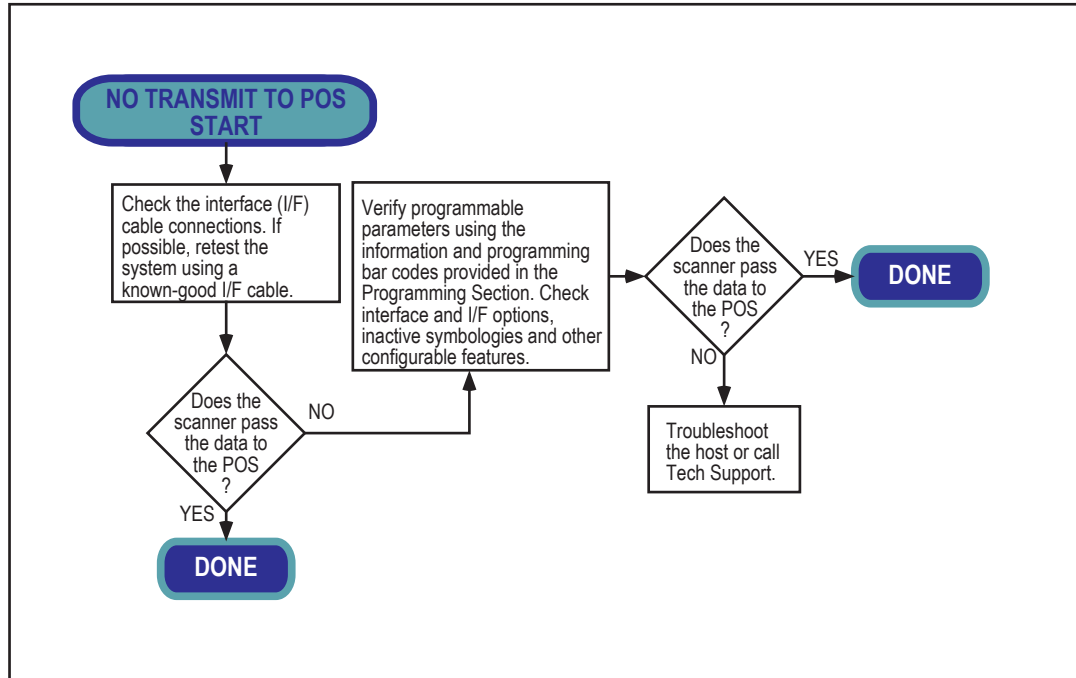 NO TRANSMIT TO POS
START
Check the interface (I/F)
cable connections. If
possible, retest the
system using a
known-good I/F cable.
Does the
scanner pass
the data to
the POS
?
YES
DONE
NO
Verify programmable
parameters using the
information and programming
bar codes provided in the
Programming Section. Check
interface and I/F options,
inactive symbologies and other
configurable features.
Does the
scanner pass
the data to
the POS
?
YES
DONE
NO
Troubleshoot
the host or call
Tech Support.